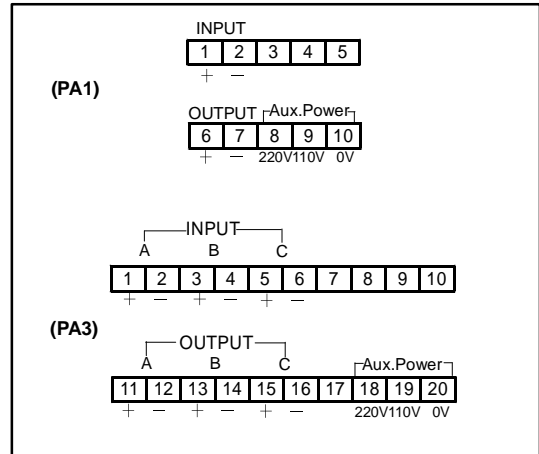 INPUT
1 2 3 4 5
+ −
(PA1)
OUTPUT Aux.Power
6 7 8 9 10
+ − 220V 110V 0V
INPUT
A B C
1 2 3 4 5 6 7 8 9 10
+ − + − + −
(PA3)
OUTPUT
A B C Aux.Power
11 12 13 14 15 16 17 18 19 20
+ − + − + − 220V 110V 0V